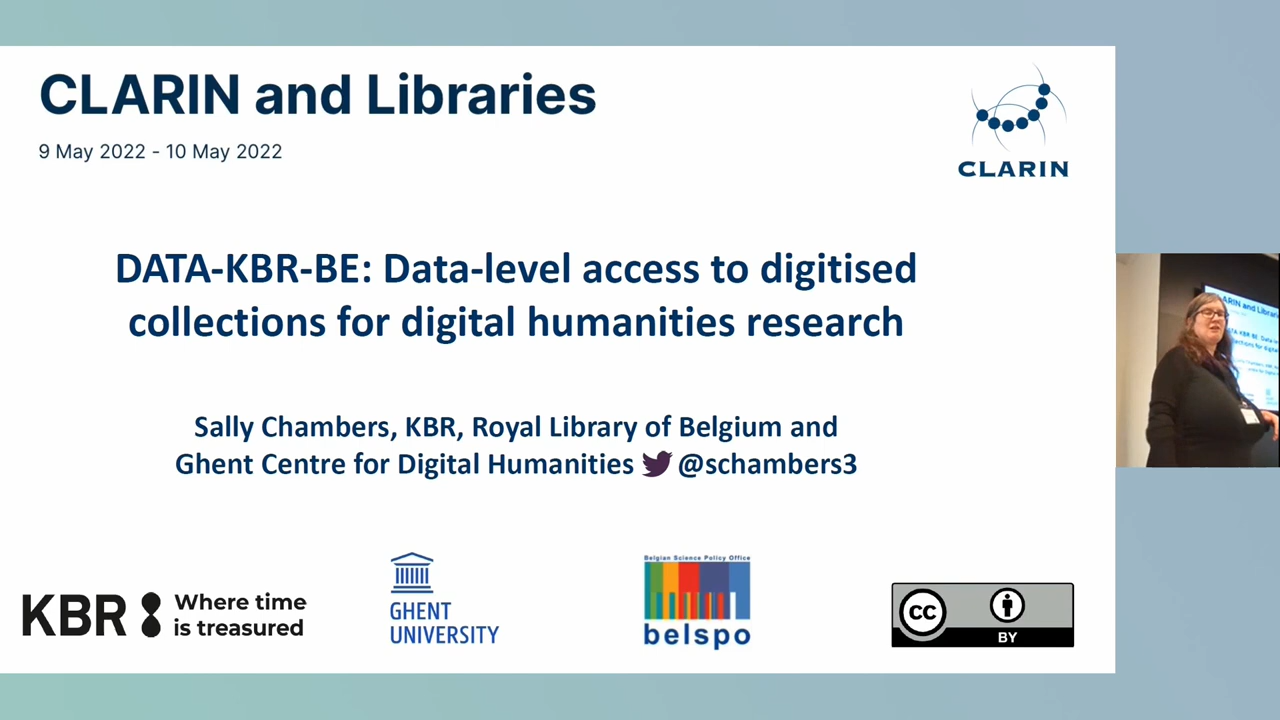 CLARIN and Libraries
9 May 2022 - 10 May 2022
CLARIN
DATA-KBR-BE: Data-level access to digitised
collections for digital humanities research
Sally Chambers, KBR, Royal Library of Belgium and
Ghent Centre for Digital Humanities @schambers3
KBR
Where time
is treasured
GHENT
UNIVERSITY
Belgian Science Policy Office
belspo
CC
BY